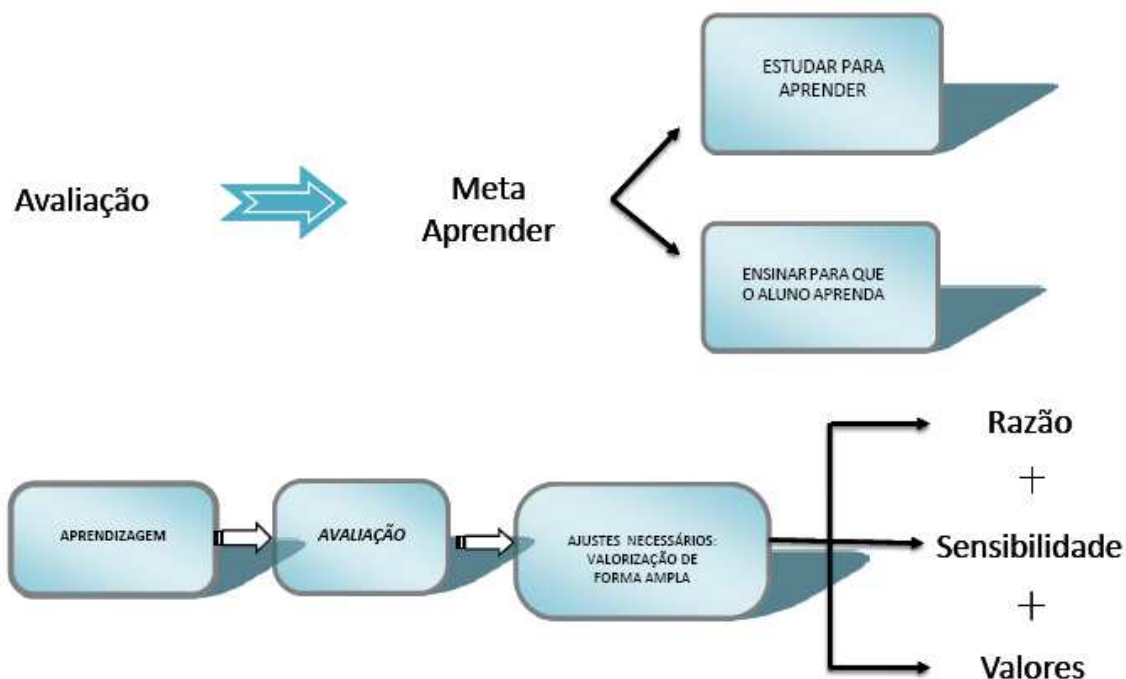 ESTUDAR PARA
APRENDER
Avaliação
Meta
Aprender
ENSINAR PARA QUE
O ALUNO APRENDA
APRENDIZAGEM
AVALIAÇÃO
AJUSTES NECESSÁRIOS:
VALORIZAÇÃO DE
FORMA AMPLA
Razão
+
Sensibilidade
+
Valores